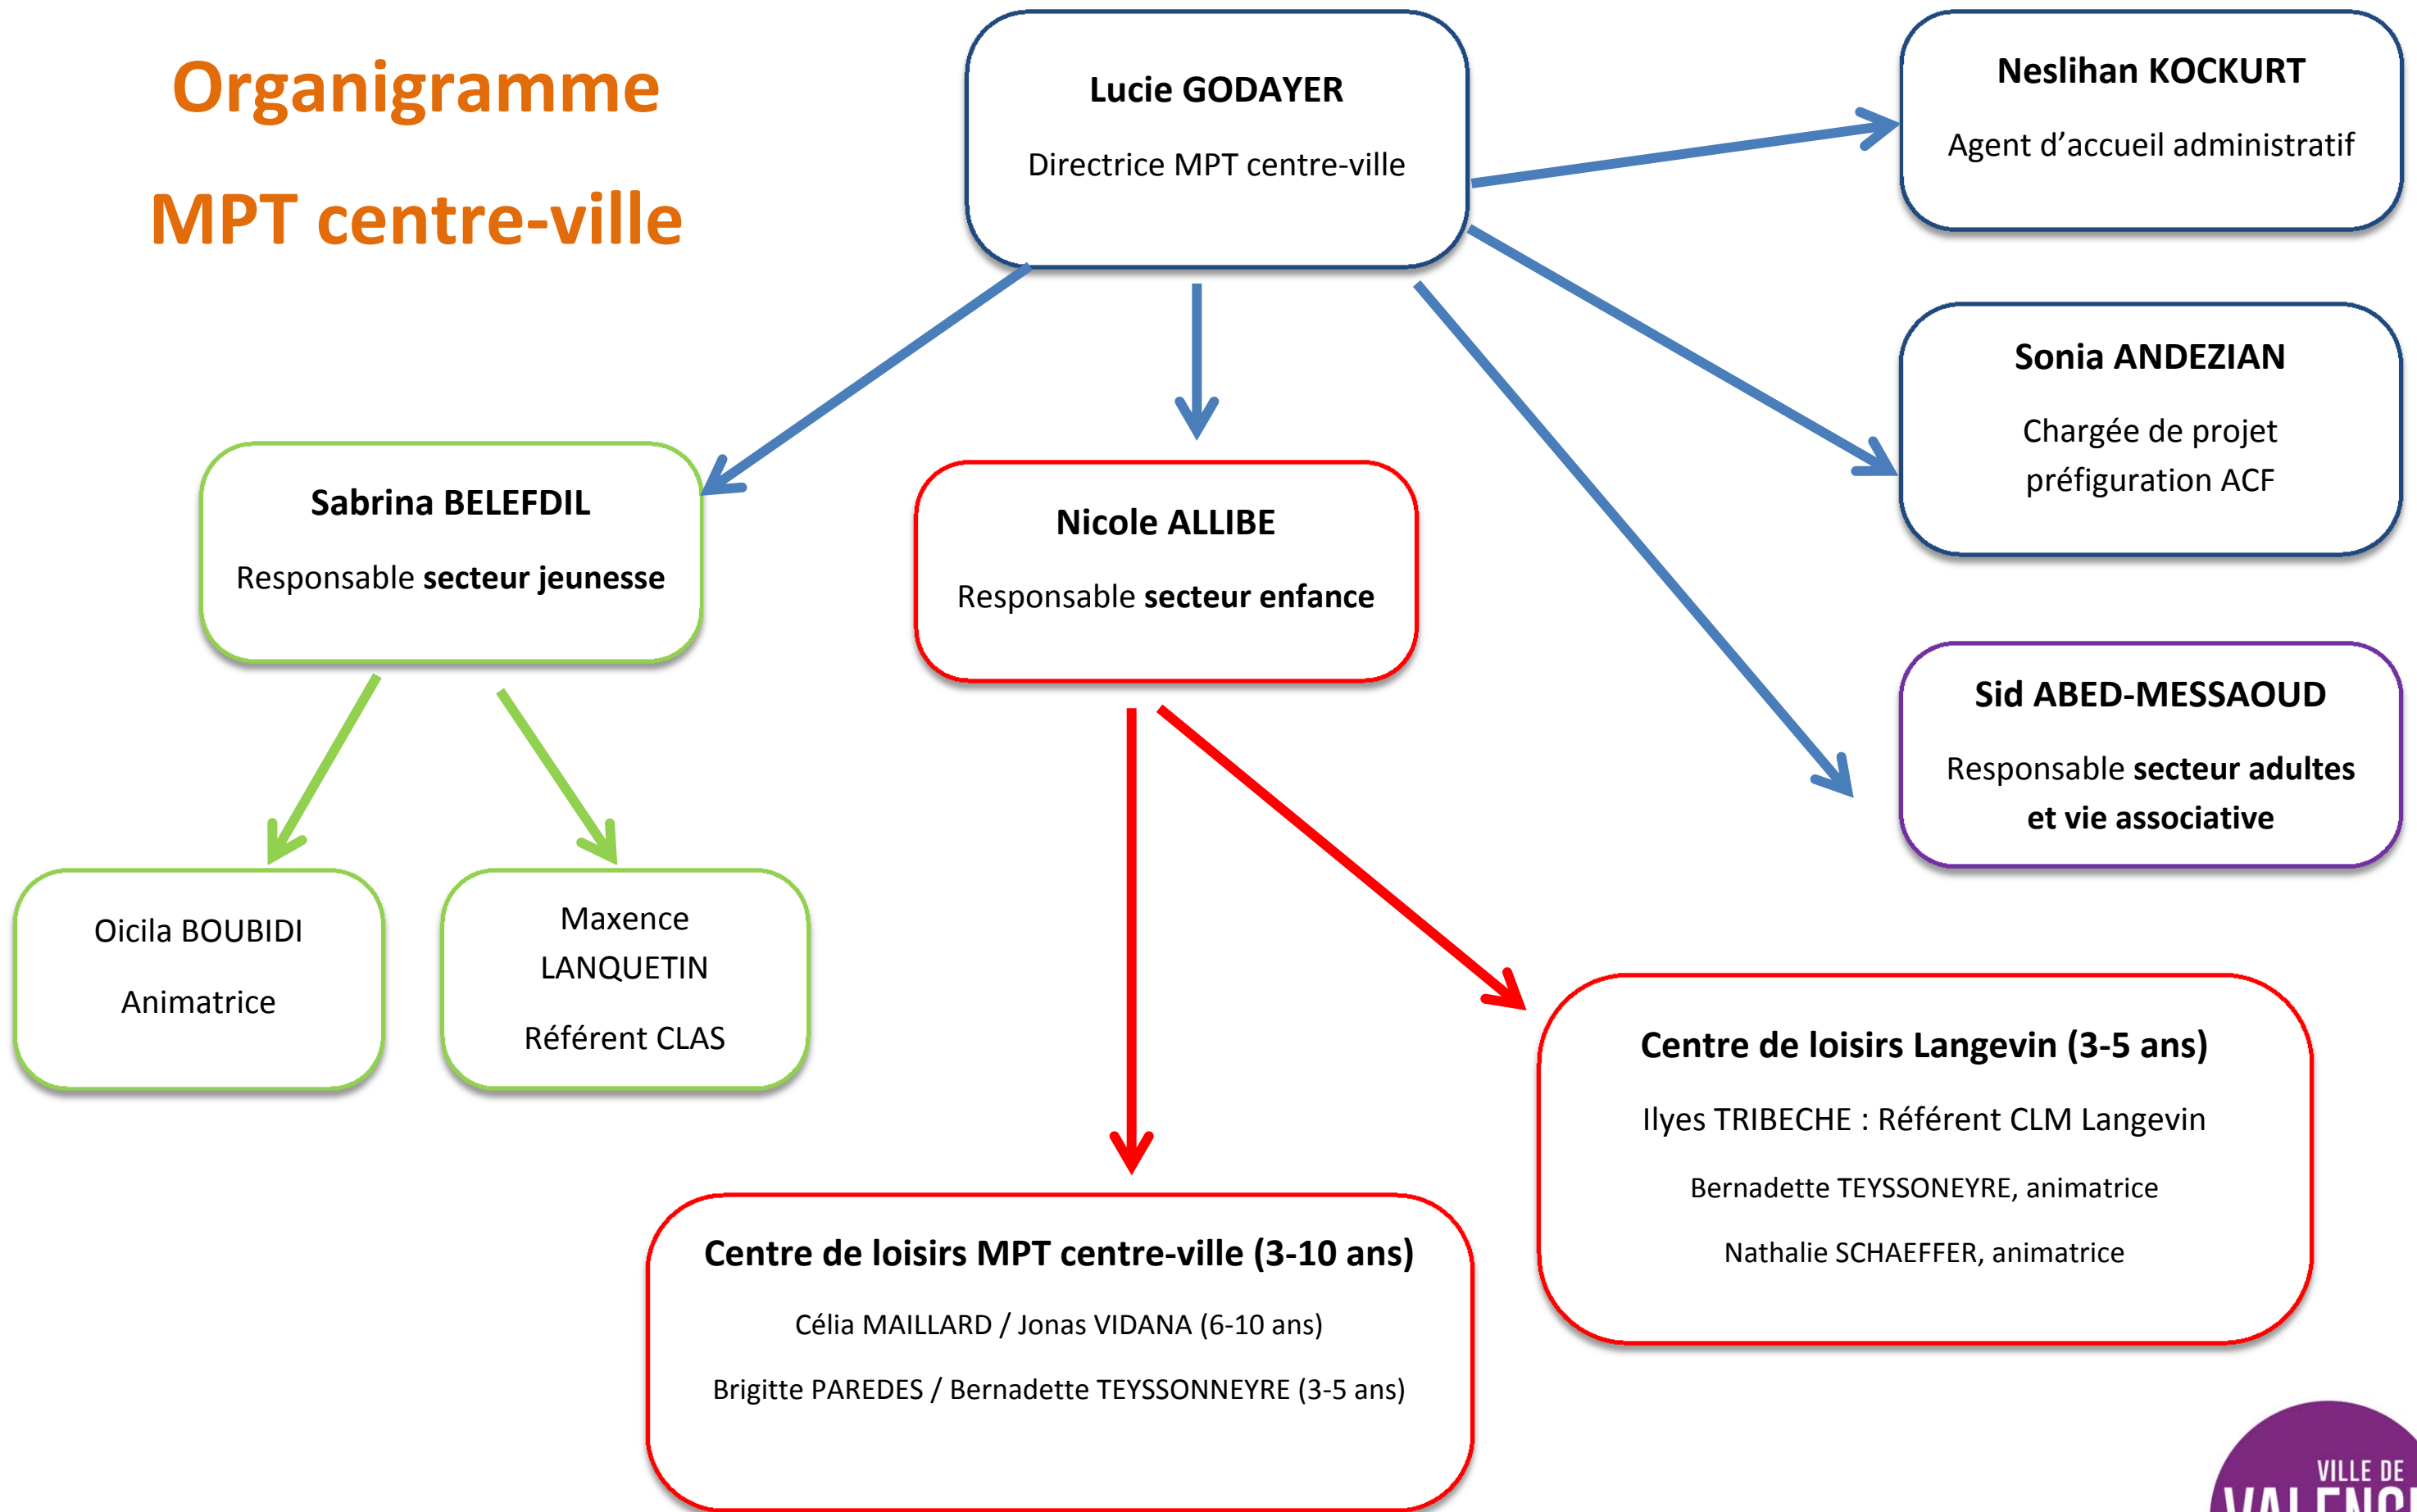 Organigramme
MPT centre-ville
Lucie GODAYER
Directrice MPT centre-ville
Neslihan KOCKURT
Agent d’accueil administratif
Sonia ANDEZIAN
Chargée de projet
préfiguration ACF
Sabrina BELEFDIL
Responsable secteur jeunesse
Nicole ALLIBE
Responsable secteur enfance
Sid ABED-MESSAOUD
Responsable secteur adultes
et vie associative
Oicila BOUBIDI
Animatrice
Maxence
LANQUETIN
Référent CLAS
Centre de loisirs Langevin (3-5 ans)
Ilyes TRIBECHE : Référent CLM Langevin
Bernadette TEYSSONEYRE, animatrice
Nathalie SCHAEFFER, animatrice
Centre de loisirs MPT centre-ville (3-10 ans)
Célia MAILLARD / Jonas VIDANA (6-10 ans)
Brigitte PAREDES / Bernadette TEYSSONNEYRE (3-5 ans)
VILLE DE